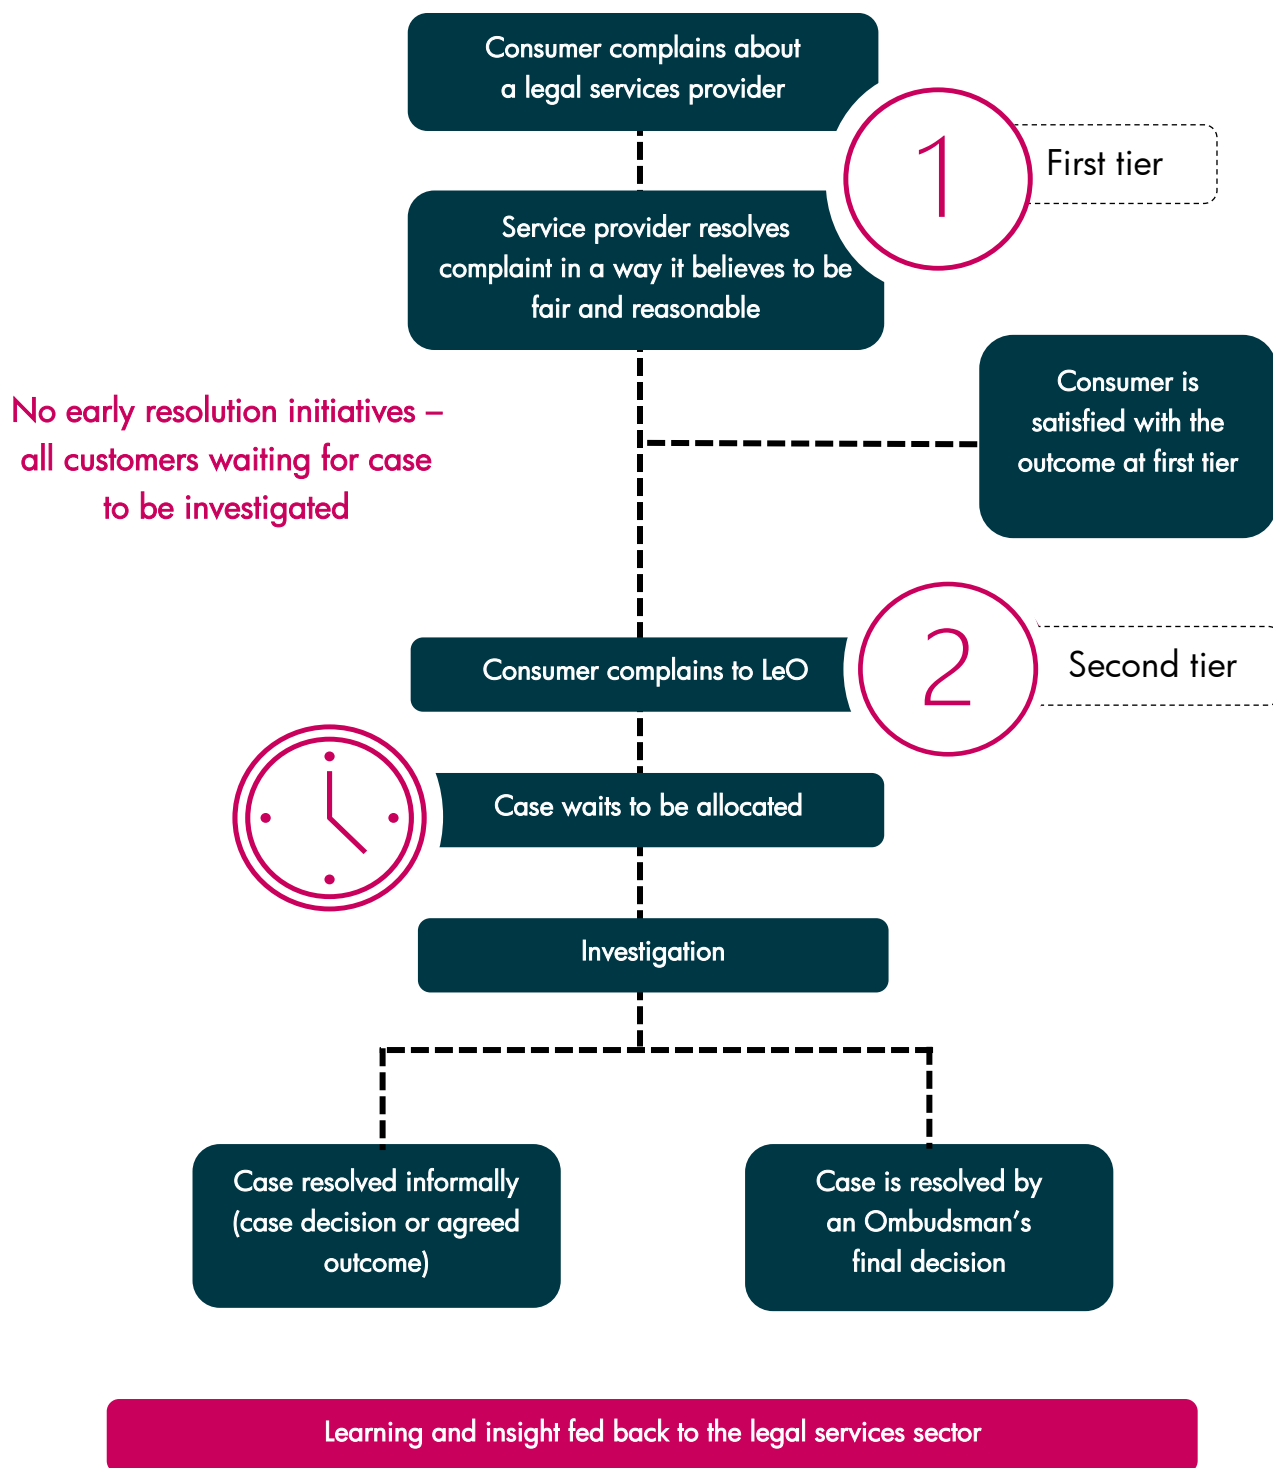 Consumer complains about
a legal services provider
1
First tier
Service provider resolves
complaint in a way it believes to be
fair and reasonable
No early resolution initiatives –
all customers waiting for case
to be investigated
Consumer is
satisfied with the
outcome at first tier
Consumer complains to LeO
2
Second tier
Case waits to be allocated
Investigation
Case resolved informally
(case decision or agreed
outcome)
Case is resolved by
an Ombudsman’s
final decision
Learning and insight fed back to the legal services sector